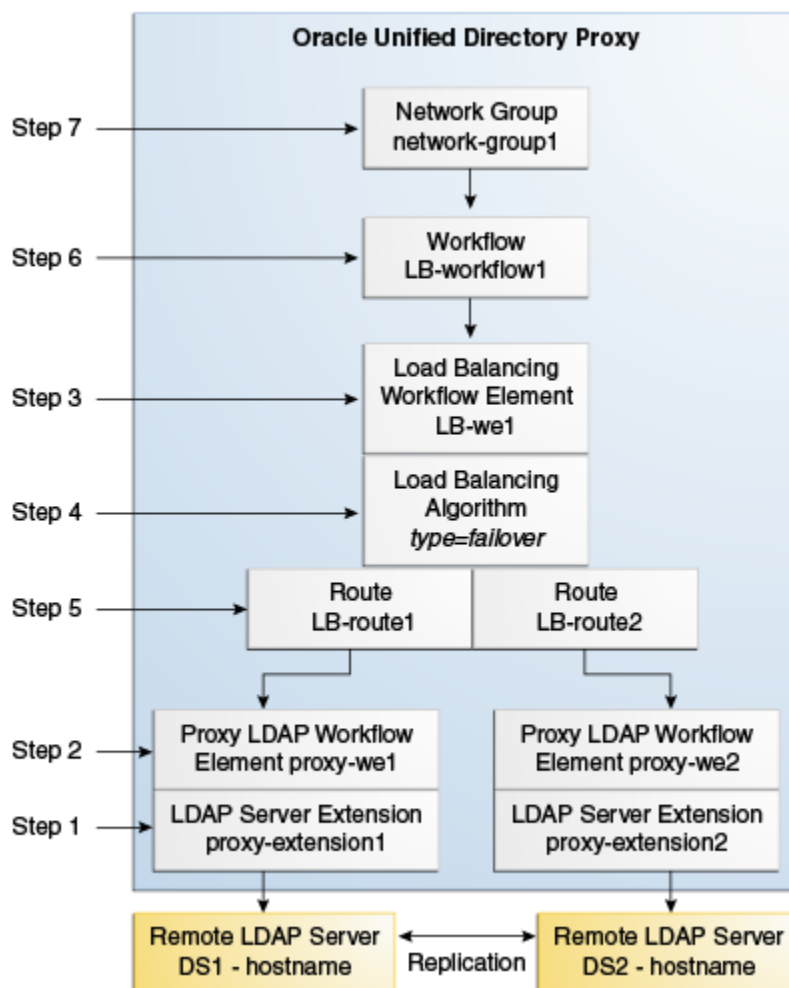 Oracle Unified Directory Proxy
Step 7
Network Group
network-group1
Step 6
Workflow
LB-workflow1
Step 3
Load Balancing
Workflow Element
LB-we1
Step 4
Load Balancing
Algorithm
type=failover
Step 5
Route
LB-route1
Route
LB-route2
Step 2
Proxy LDAP Workflow
Element proxy-we1
Proxy LDAP Workflow
Element proxy-we2
Step 1
LDAP Server Extension
proxy-extension1
LDAP Server Extension
proxy-extension2
Remote LDAP Server
DS1 - hostname
Replication
Remote LDAP Server
DS2 - hostname